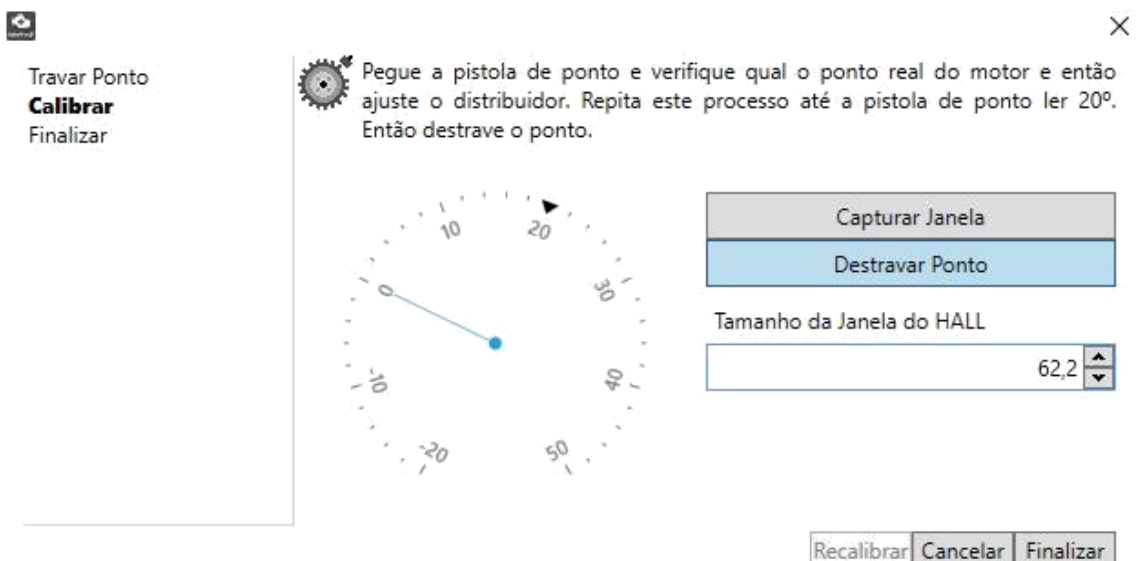 Travar Ponto
Calibrar
Finalizar
Pegue a pistola de ponto e verifique qual o ponto real do motor e então
ajuste o distribuidor. Repita este processo até a pistola de ponto ler 20º.
Então destrave o ponto.
-20
-10
0
10
20
30
40
50
Capturar Janela
Destravar Ponto
Tamanho da Janela do HALL
62,2
Recalibrar
Cancelar
Finalizar